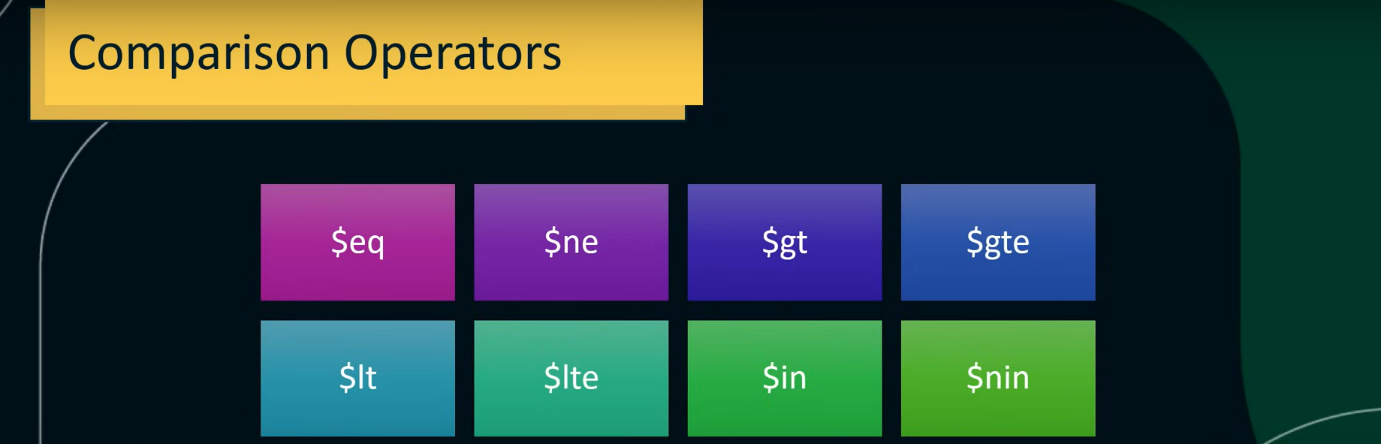 Comparison Operators
$eq $ne $gt $gte
$lt $lte $in $nin